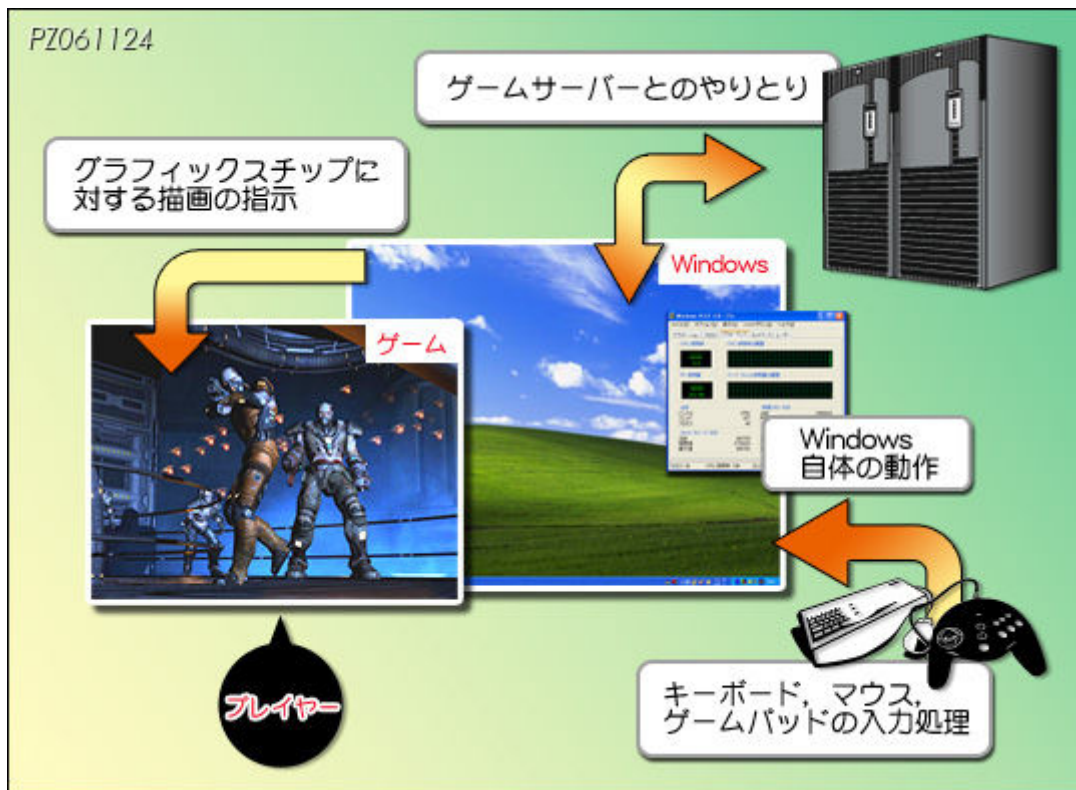 PZ061124
ゲームサーバーとのやりとり
グラフィックスチップに
対する描画の指示
Windows
ゲーム
Windows
自体の動作
プレイヤー
キーボード，マウス，
ゲームパッドの入力処理